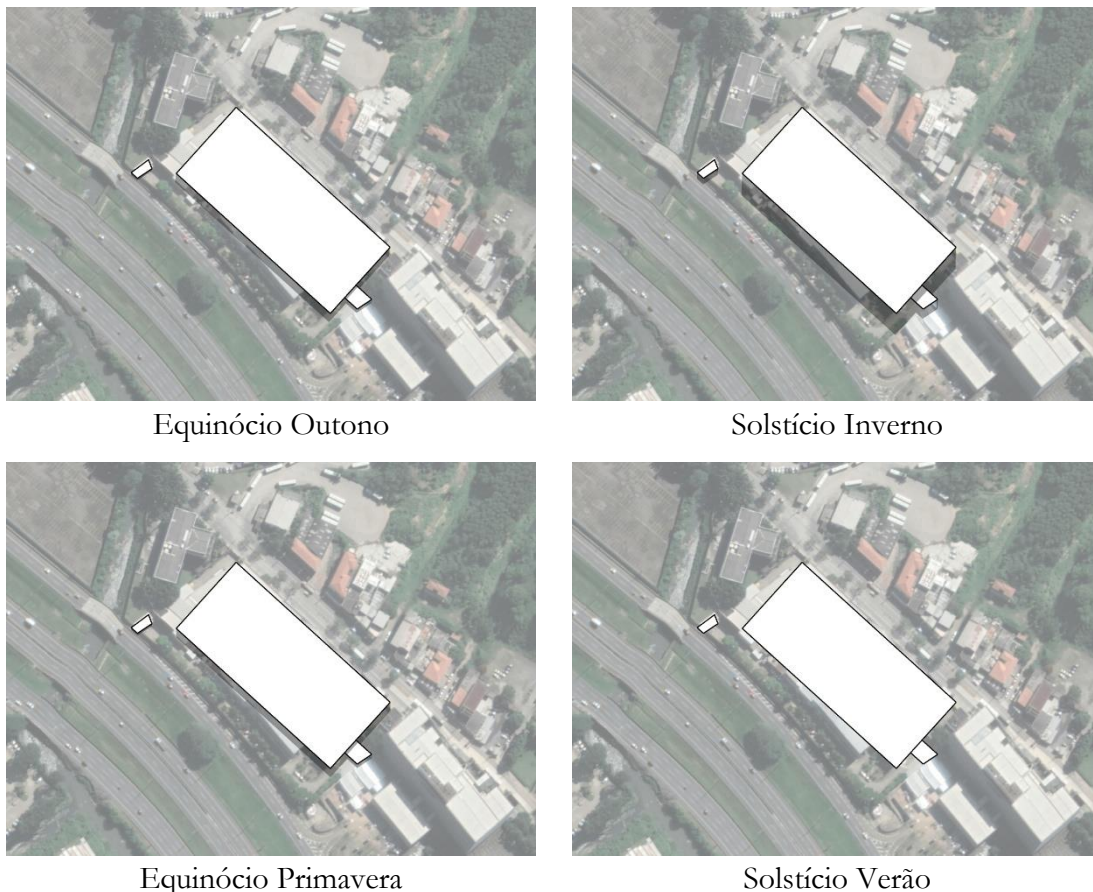 Equinócio Outono
Solstício Inverno
Equinócio Primavera
Solstício Verão